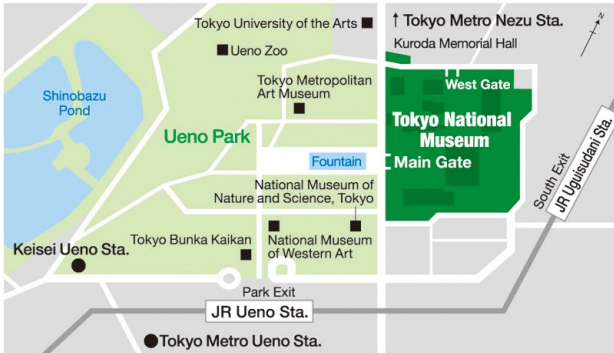 Tokyo University of the Arts
↑ Tokyo Metro Nezu Sta.
Kuroda Memorial Hall
N
Ueno Zoo
West Gate
Tokyo Metropolitan
Art Museum
Shinobazu
Pond
Tokyo National
Museum
Ueno Park
Fountain
Main Gate
National Museum of
Nature and Science, Tokyo
South Exit
JR Uguisudani Sta.
Keisei Ueno Sta.
Tokyo Bunka Kaikan
National Museum
of Western Art
Park Exit
JR Ueno Sta.
Tokyo Metro Ueno Sta.